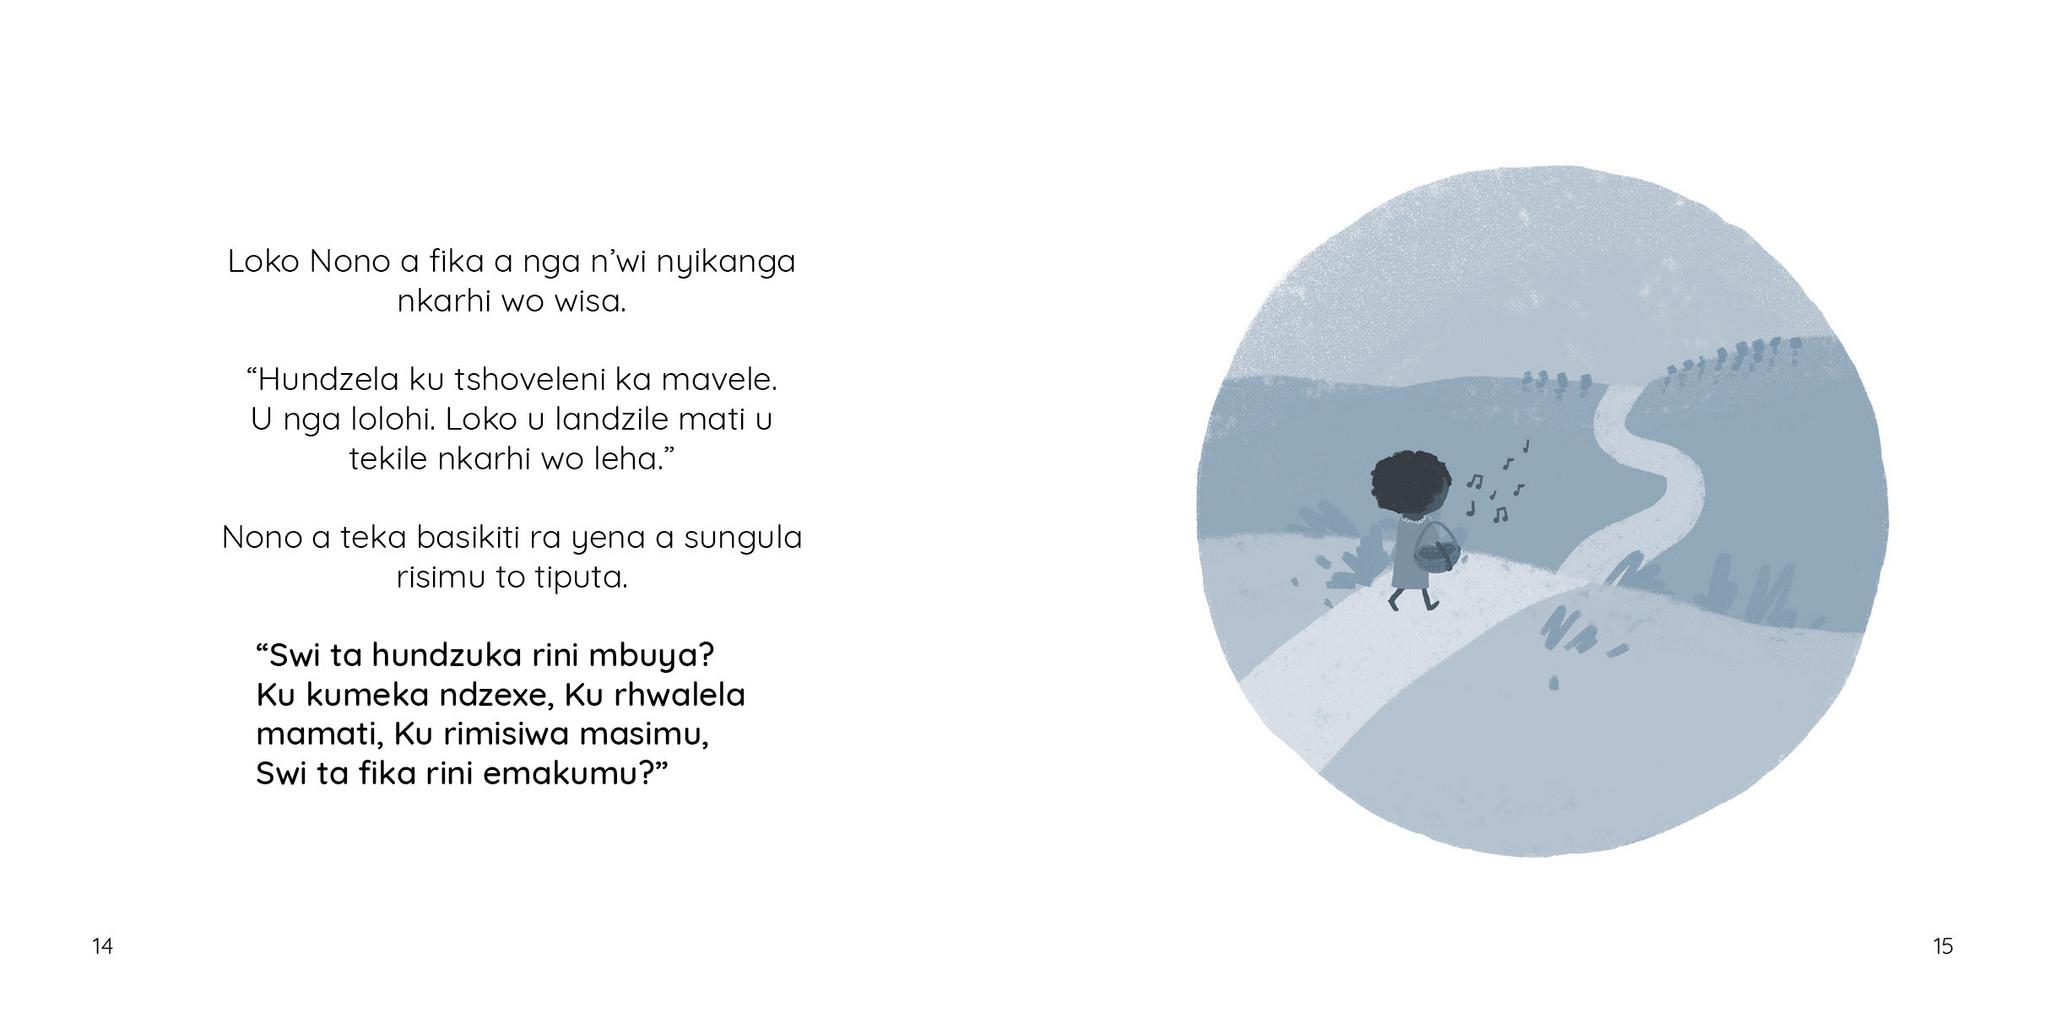 Loko Nono a fika a nga n’wi nyikanga
nkarhi wo wisa.
“Hundzela ku tshoveleni ka mavele.
U nga lolohi. Loko u landzile mati u
tekile nkarhi wo leha.”
Nono a teka basikiti ra yena a sungula
risimu to tiputa.
“Swi ta hundzuka rini mbuya?
Ku kumeka ndzexe, Ku rhwalela
mamati, Ku rimisiwa masimu,
Swi ta fika rini emakumu?”
14
15